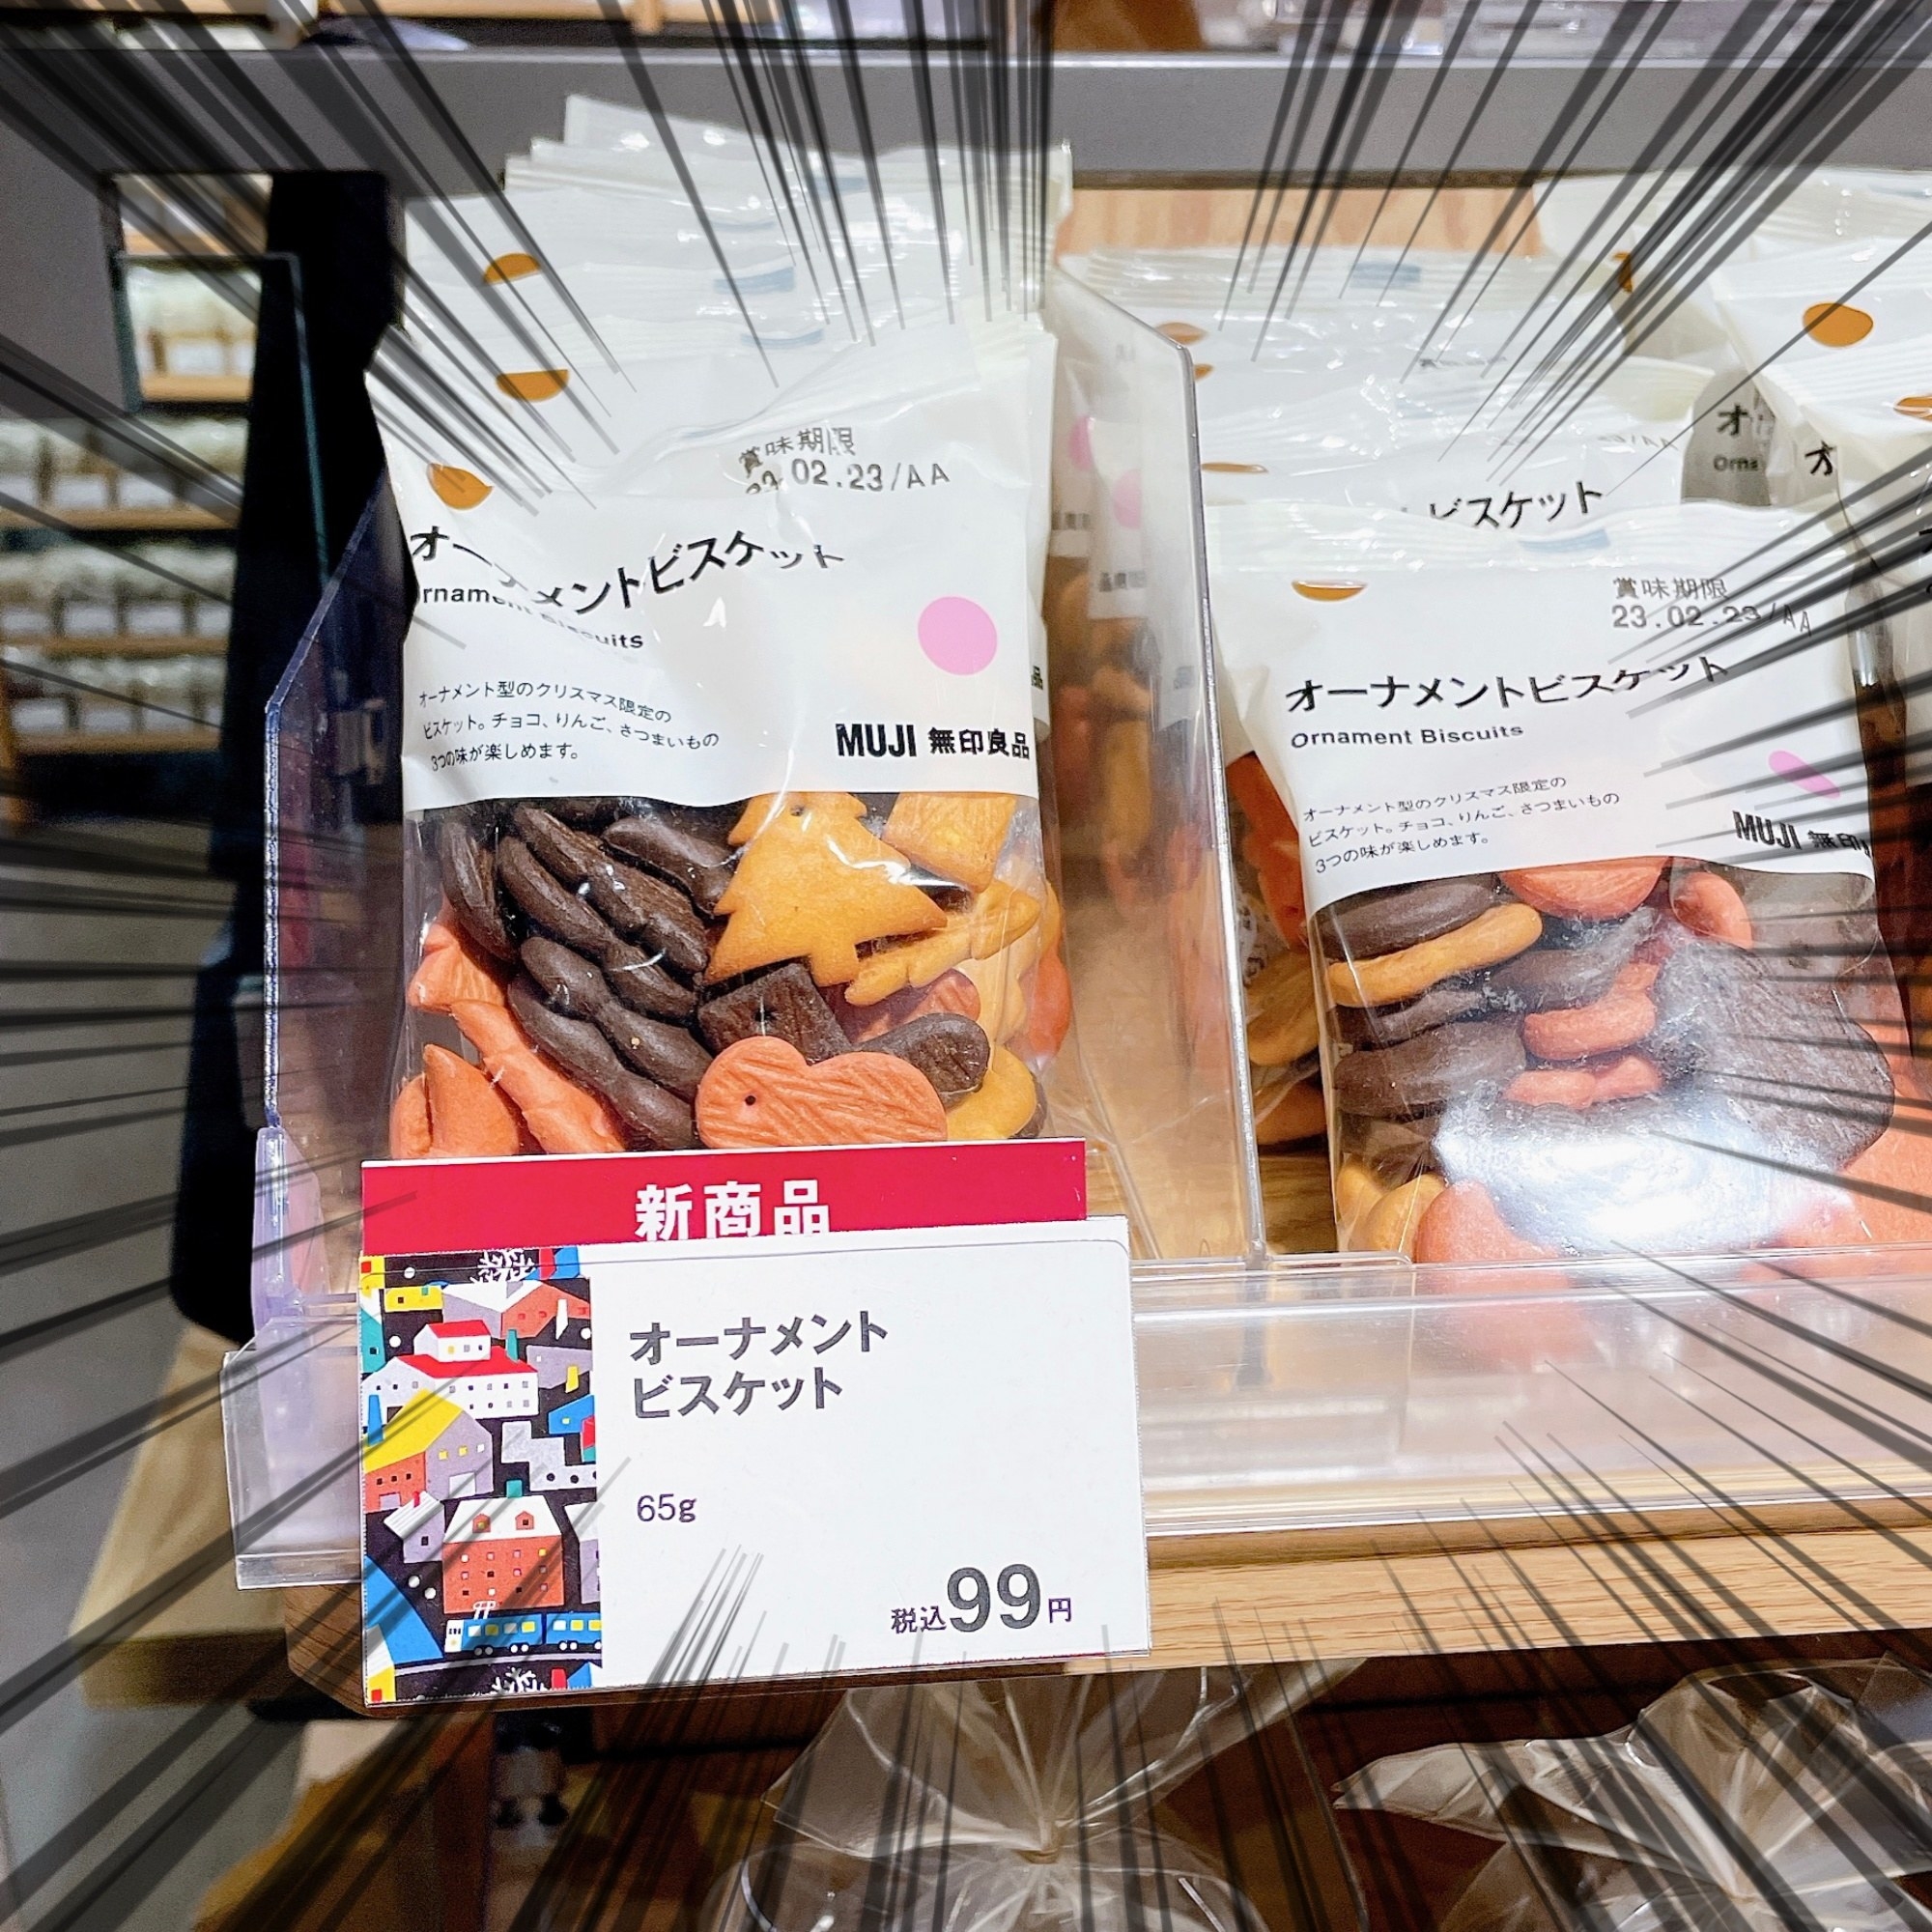 賞味期限
02.23/AA
オーナメントビスケット
Ornament Biscuits
オーナメント型のクリスマス限定の
ビスケット。チョコ、りんご、さつまいもの
3つの味が楽しめます。
MUJI 無印良品
ビスケット
賞味期限
23.02.23/AA
オーナメントビスケット
Ornament Biscuits
オーナメント型のクリスマス限定の
ビスケット。チョコ、りんご、さつまいもの
3つの味が楽しめます。
MUJI 無印
オ
Orna
オ
新商品
オーナメント
ビスケット
65g
税込99円